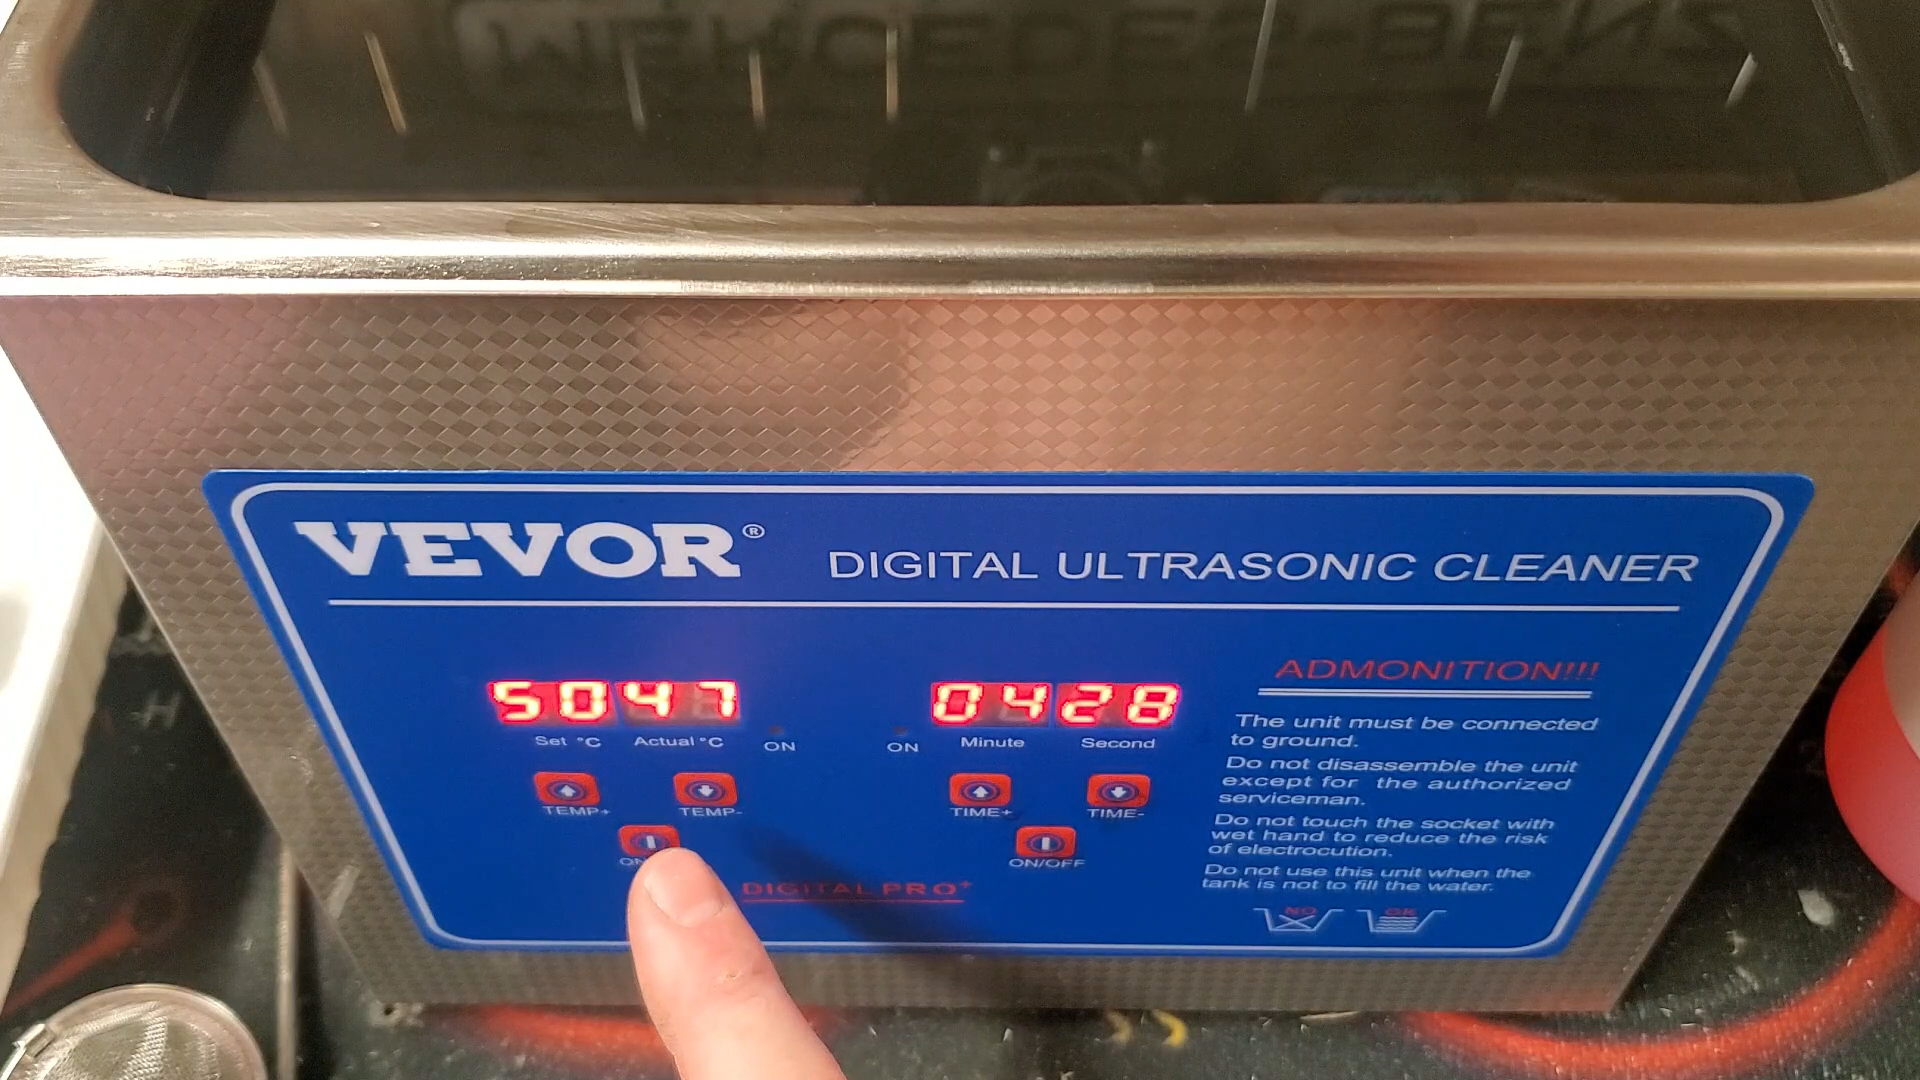 MERCEDES-BENZ
VEVOR®
DIGITAL ULTRASONIC CLEANER
5047
0428
Set °C Actual °C ON
ON Minute Second
TEMP+ TEMP-
TIME+ TIME-
ON/OFF
DIGITAL PRO+
ADMONITION!!!
The unit must be connected
to ground.
Do not disassemble the unit
except for the authorized
serviceman.
Do not touch the socket with
wet hand to reduce the risk
of electrocution.
Do not use this unit when the
tank is not to fill the water.
NO OK